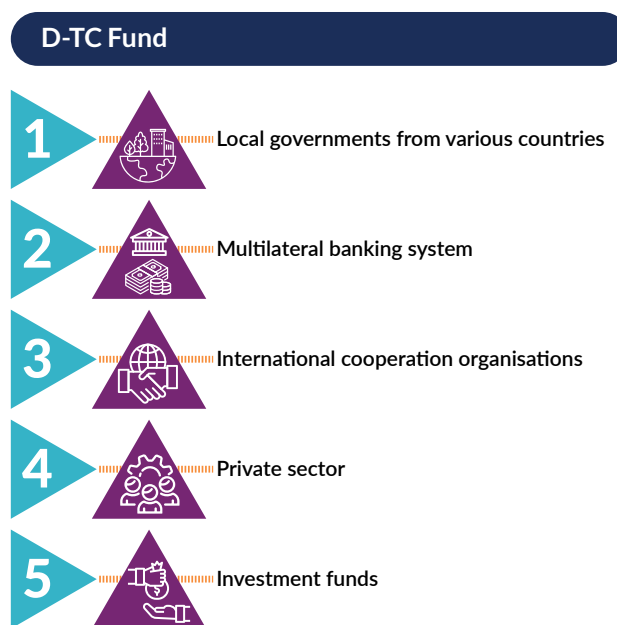 D-TC Fund
1 Local governments from various countries
2 Multilateral banking system
3 International cooperation organisations
4 Private sector
5 Investment funds